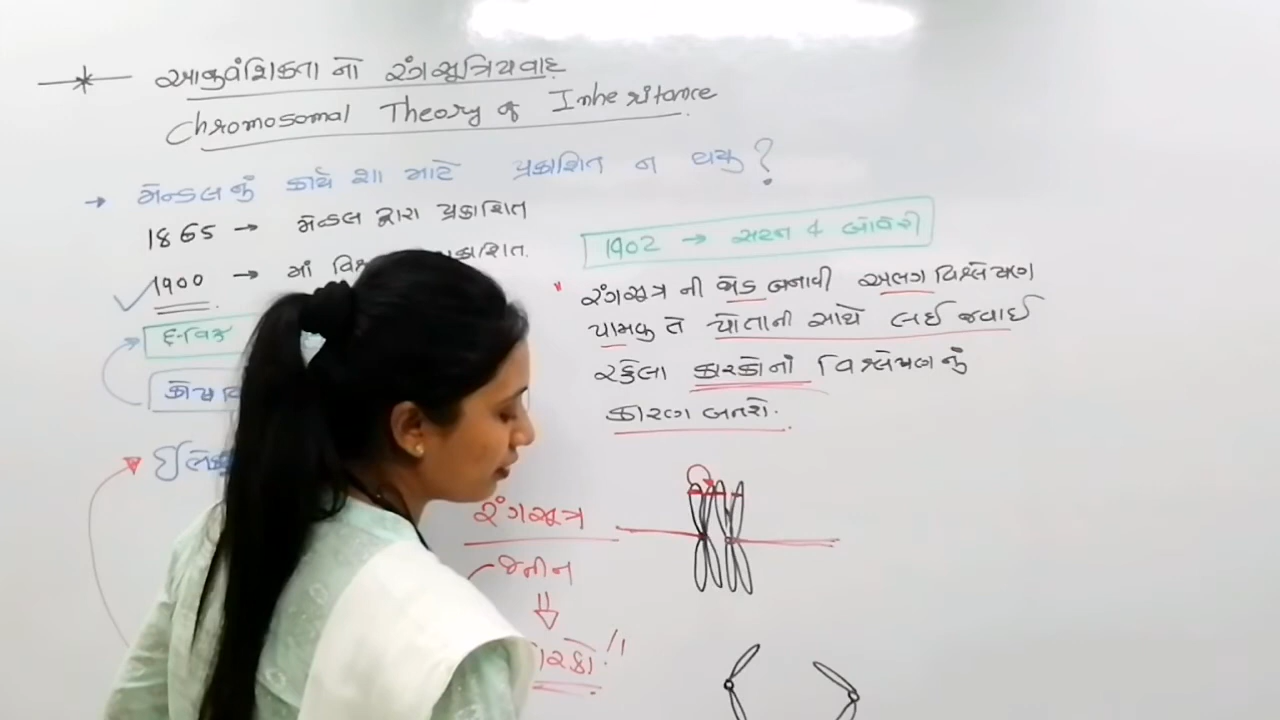 આનુવંશિકતા નો રંગસૂત્રિયવાદ
Chromosomal Theory of Inheritance
→ મેન્ડલનું કાર્ય શા માટે પ્રકાશિત ન થયુ?
1865 → મેન્ડલ દ્વારા પ્રકાશિત
1900 → માં
1902 → સટન & બોવેરી
* રંગસૂત્ર ની જોડ બનાવી અલગ વિશ્લેષણ
પામવુ તે પોતાની સાથે લઈ જવાઈ
રહેલા કારકોનાં વિશ્લેષણનું
કારણ બનશે.
રંગસૂત્ર
જનીન